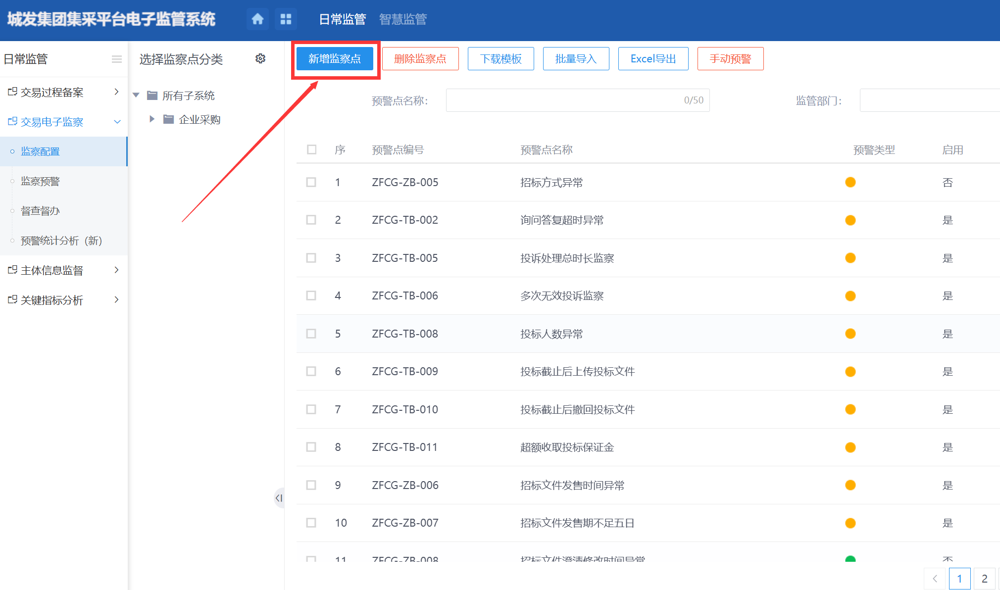 城发集团集采平台电子监管系统
日常监管 智慧监管
日常监管
交易过程备案
交易电子监察
监察配置
监察预警
督查督办
预警统计分析（新）
主体信息监督
关键指标分析
选择监察点分类
所有子系统
企业采购
新增监察点 删除监察点 下载模板 批量导入 Excel导出 手动预警
预警点名称： 0/50 监管部门：
序 预警点编号 预警点名称 预警类型 启用
1 ZFCG-ZB-005 招标方式异常 否
2 ZFCG-TB-002 询问答复超时异常 是
3 ZFCG-TB-005 投诉处理总时长监察 是
4 ZFCG-TB-006 多次无效投诉监察 是
5 ZFCG-TB-008 投标人数异常 是
6 ZFCG-TB-009 投标截止后上传投标文件 是
7 ZFCG-TB-010 投标截止后撤回投标文件 是
8 ZFCG-TB-011 超额收取投标保证金 是
9 ZFCG-ZB-006 招标文件发售时间异常 是
10 ZFCG-ZB-007 招标文件发售期不足五日 是
11 ZFCG-ZB-008 招标文件澄清修改时间异常 否
1 2